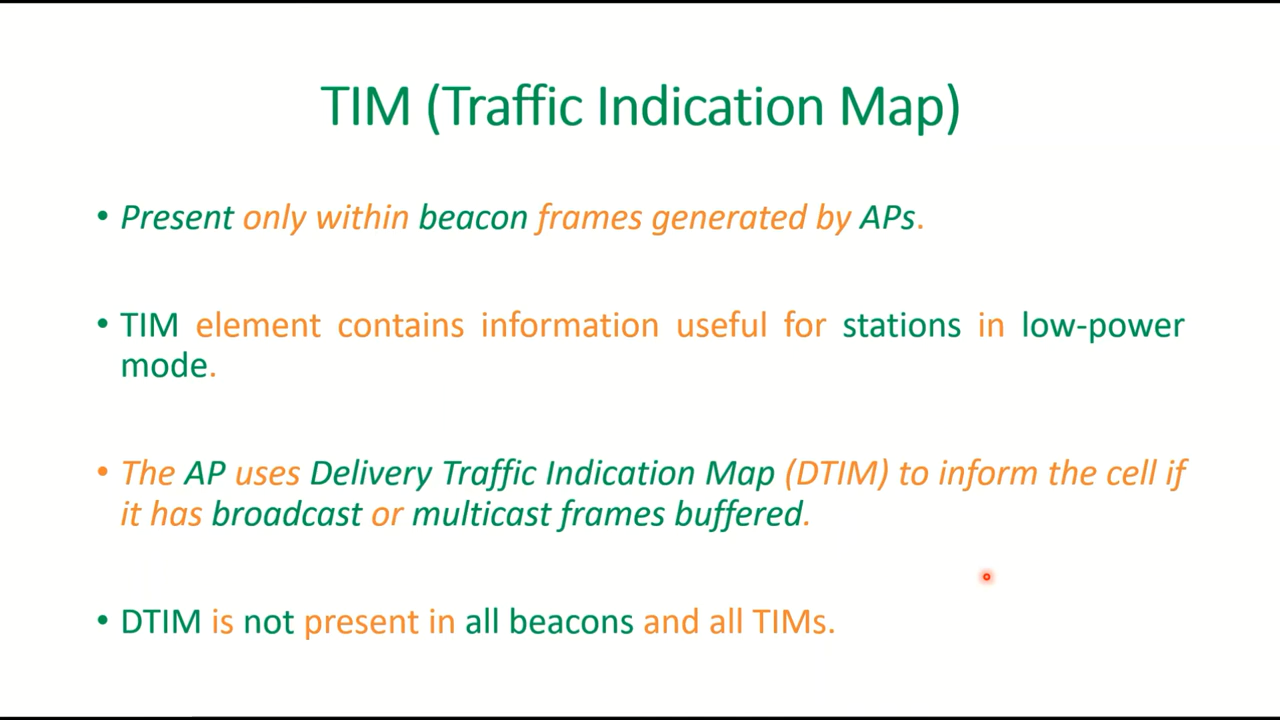 TIM (Traffic Indication Map)
• Present only within beacon frames generated by APs.
• TIM element contains information useful for stations in low-power
mode.
• The AP uses Delivery Traffic Indication Map (DTIM) to inform the cell if
it has broadcast or multicast frames buffered.
• DTIM is not present in all beacons and all TIMs.